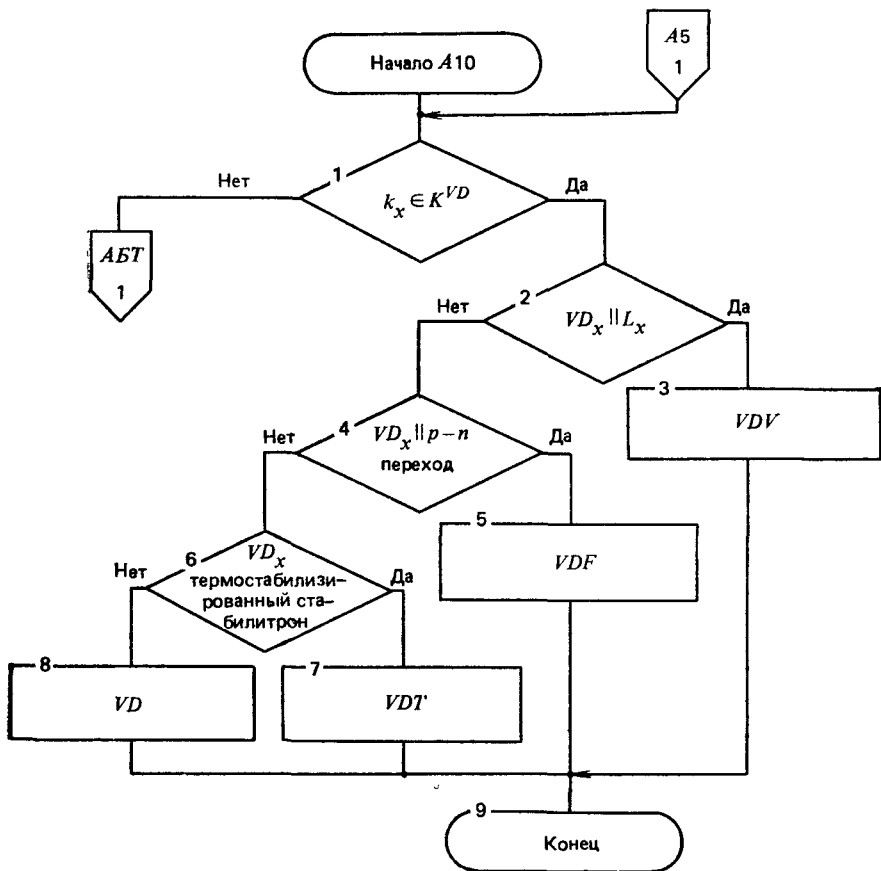 Начало A10
A5
1
1
Нет
Да
k_x ∈ K^{VD}
АБТ
1
2
Нет
Да
VD_x || L_x
3
VDV
4
Нет
Да
VD_x || p–n
переход
5
VDF
6
Нет
Да
VD_x
термостабилизи-
рованный ста-
билитрон
8
VD
7
VDT
9
Конец